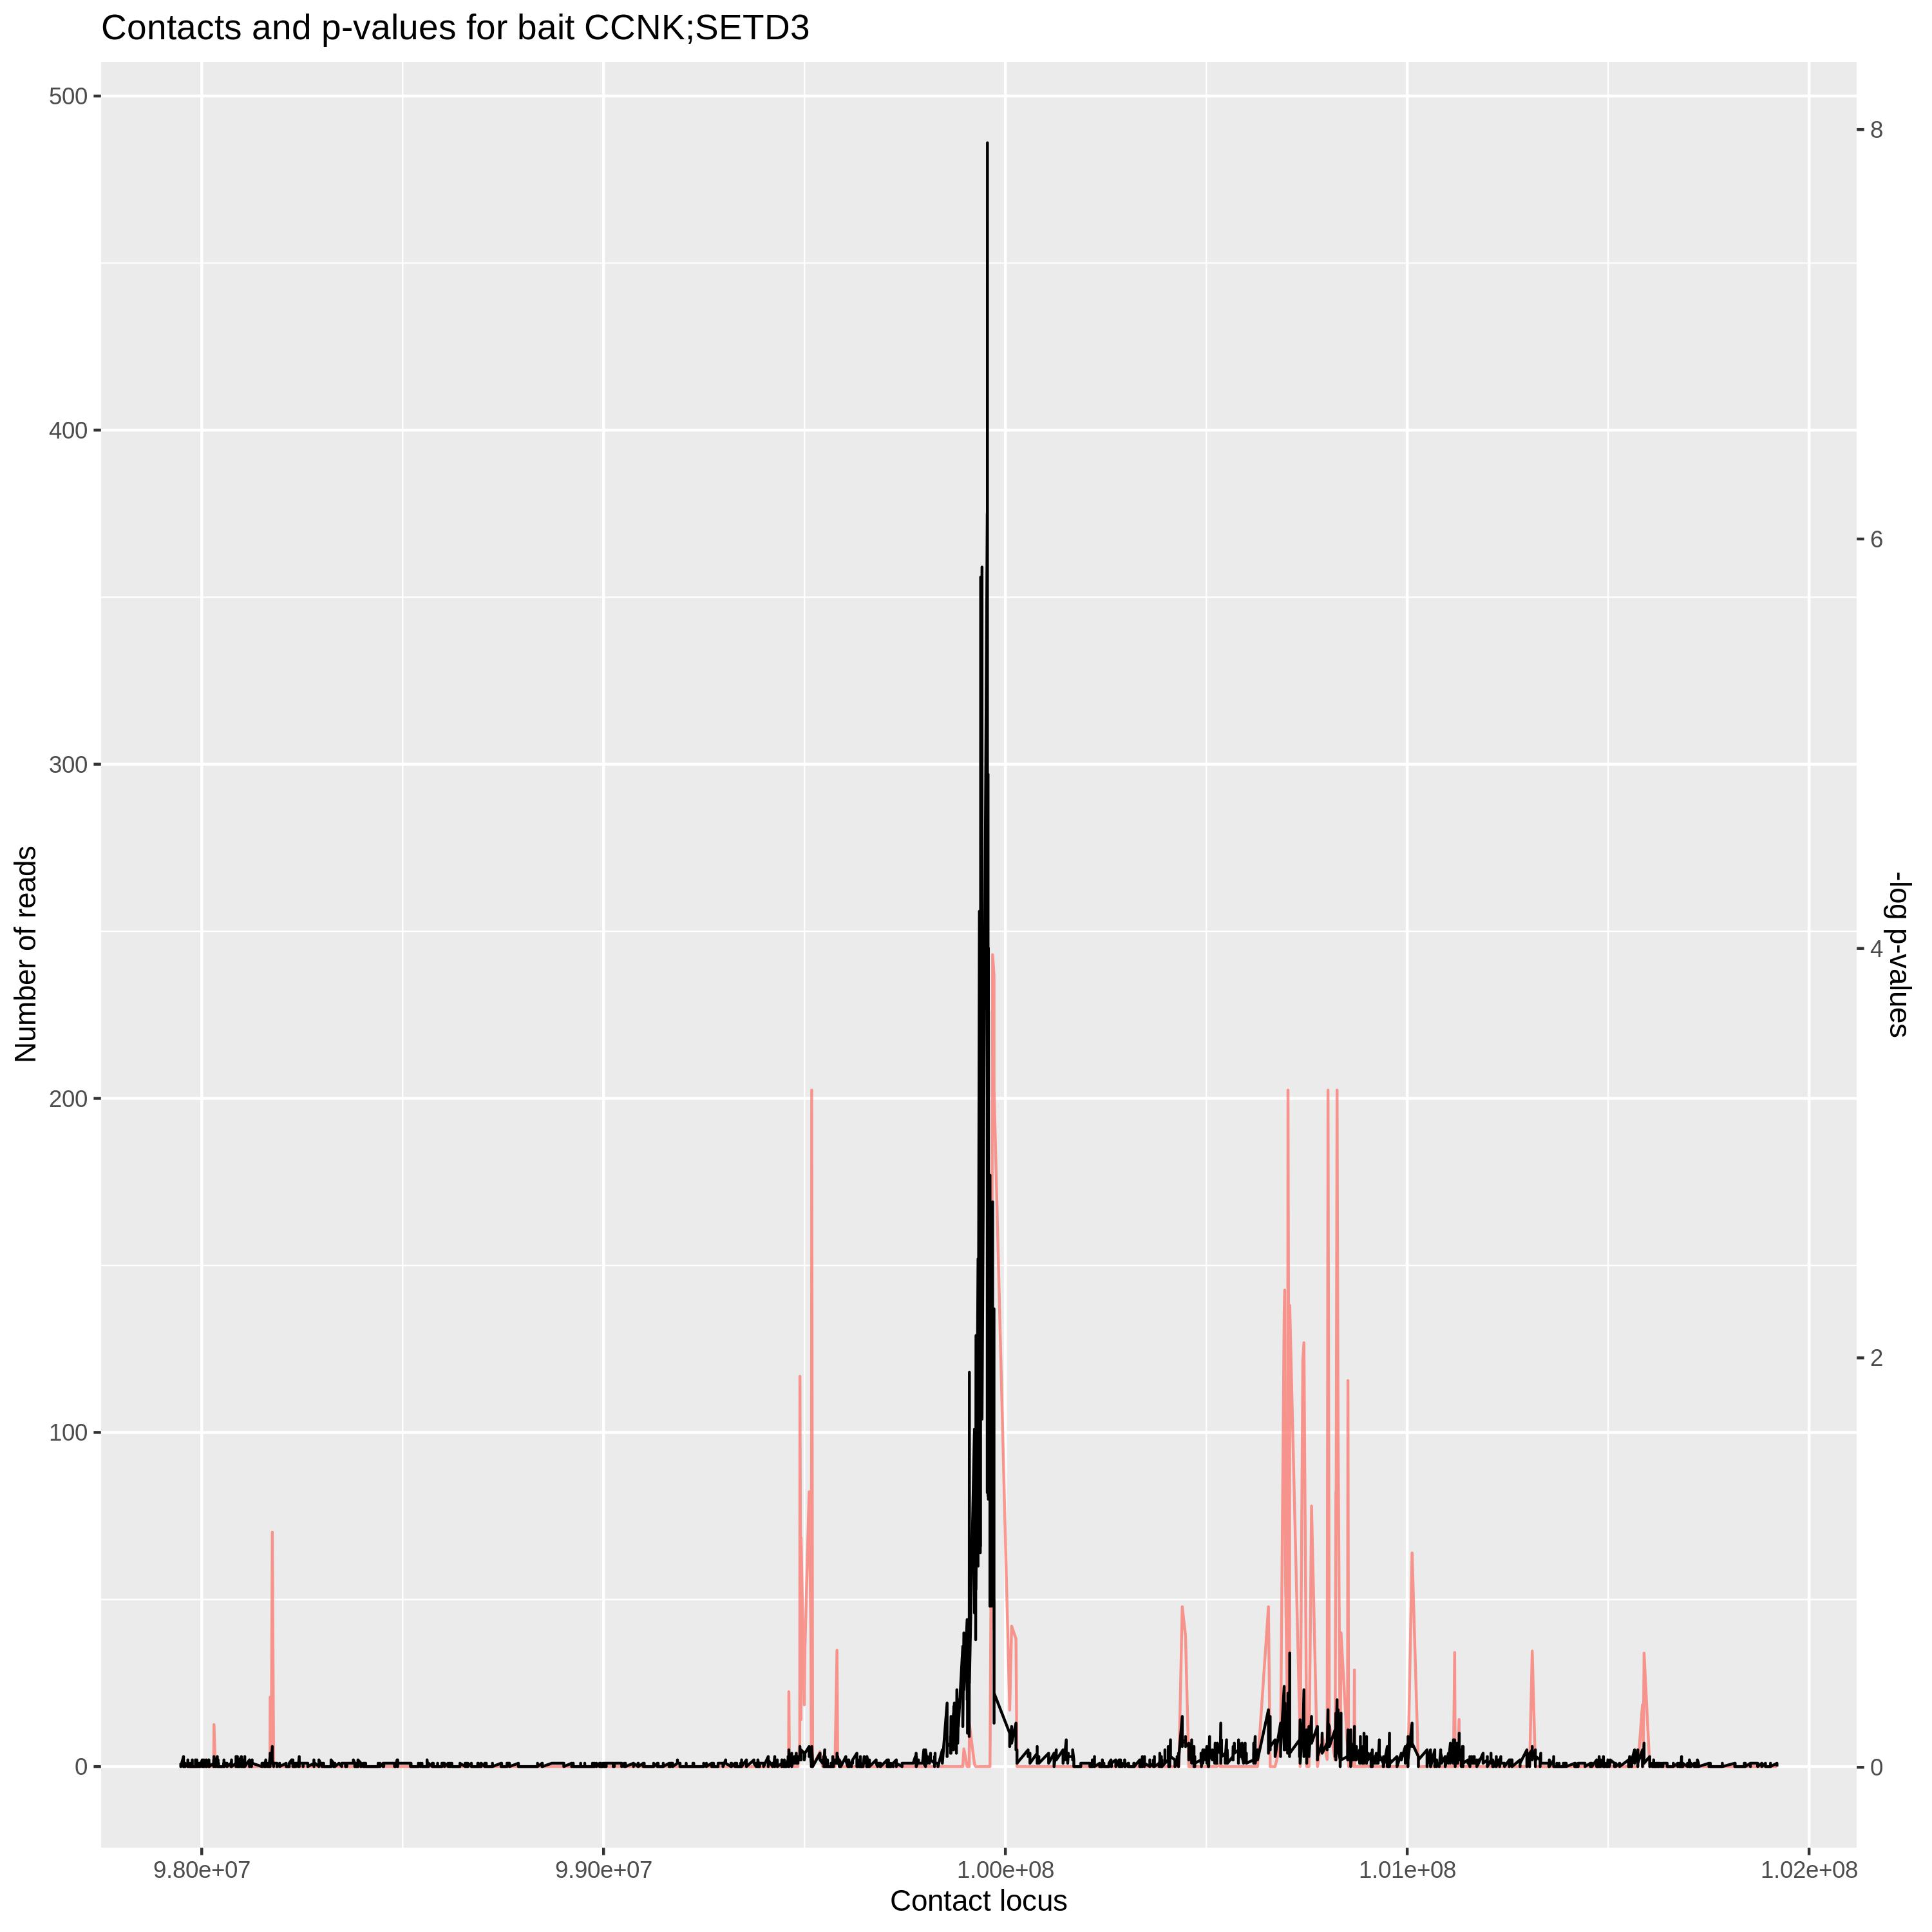 Contacts and p-values for bait CCNK;SETD3
500
400
300
200
100
0
Number of reads
8
6
4
2
0
-log p-values
9.80e+07
9.90e+07
1.00e+08
1.01e+08
1.02e+08
Contact locus